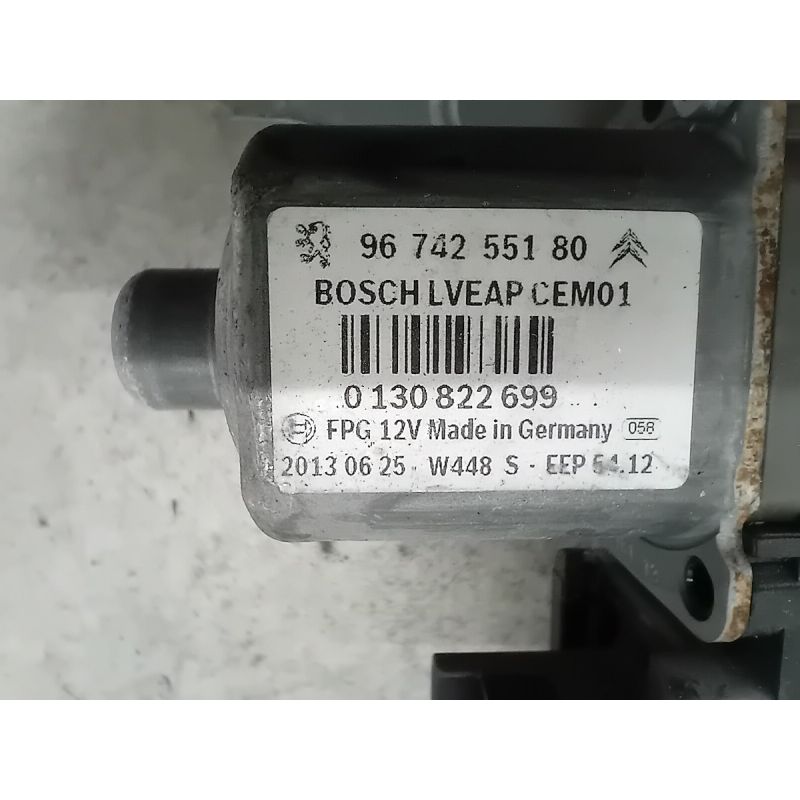 96 742 551 80
BOSCH LVEAP CEM01
0 130 822 699
FPG 12V Made in Germany 058
2013 06 25 - W448 S - EEP 54.12